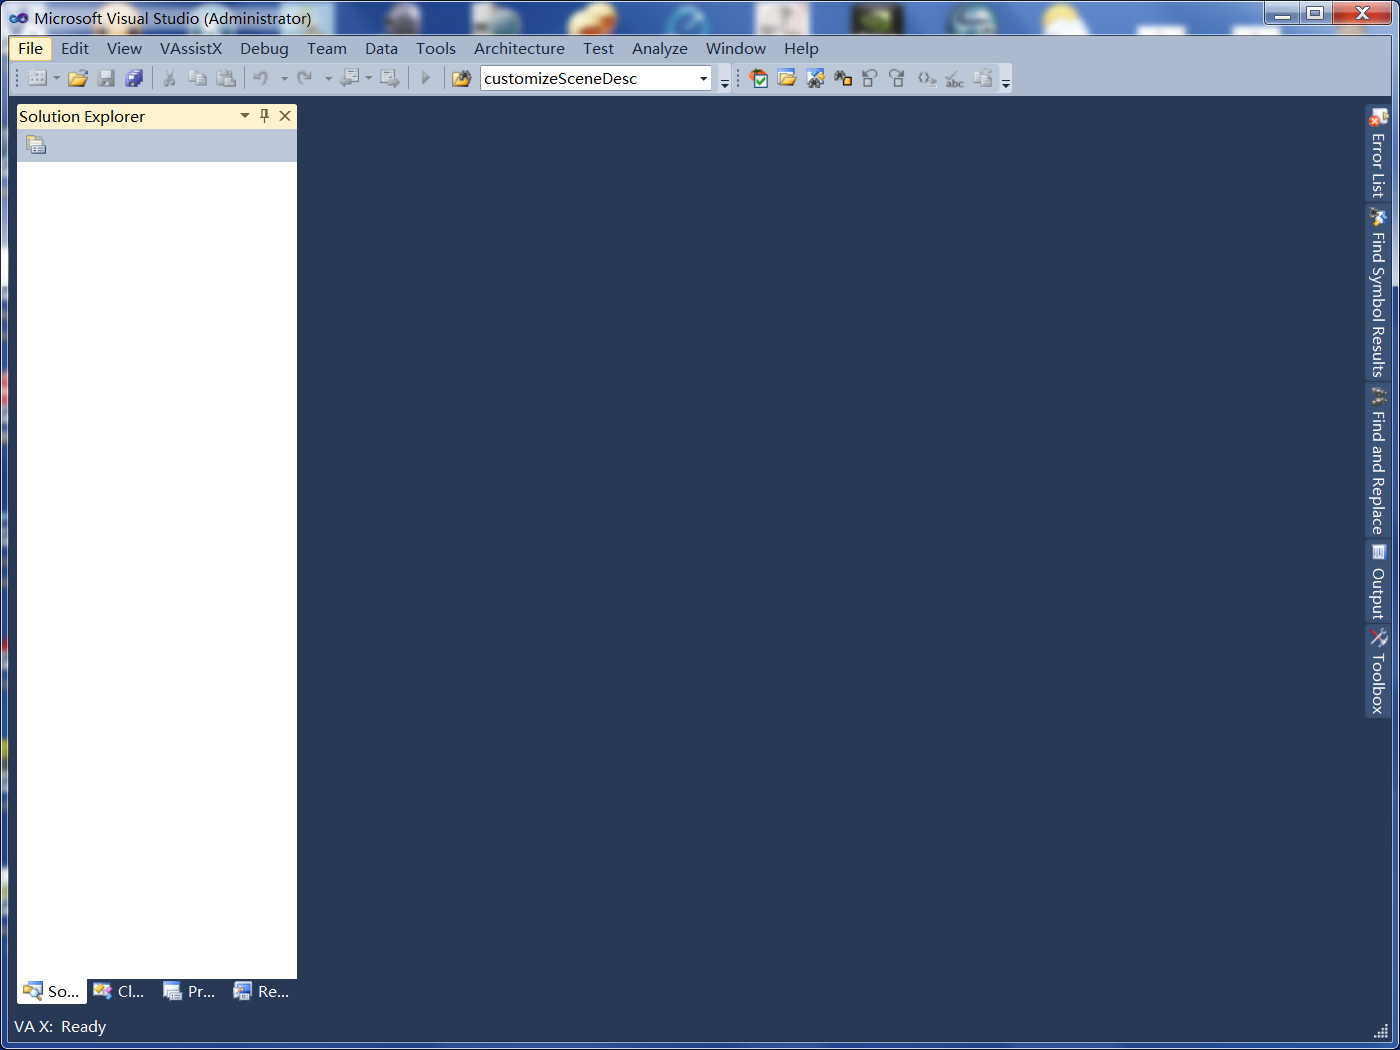 Microsoft Visual Studio (Administrator)
File Edit View VAssistX Debug Team Data Tools Architecture Test Analyze Window Help
customizeSceneDesc
Solution Explorer
Error List
Find Symbol Results
Find and Replace
Output
Toolbox
So... Cl... Pr... Re...
VA X: Ready